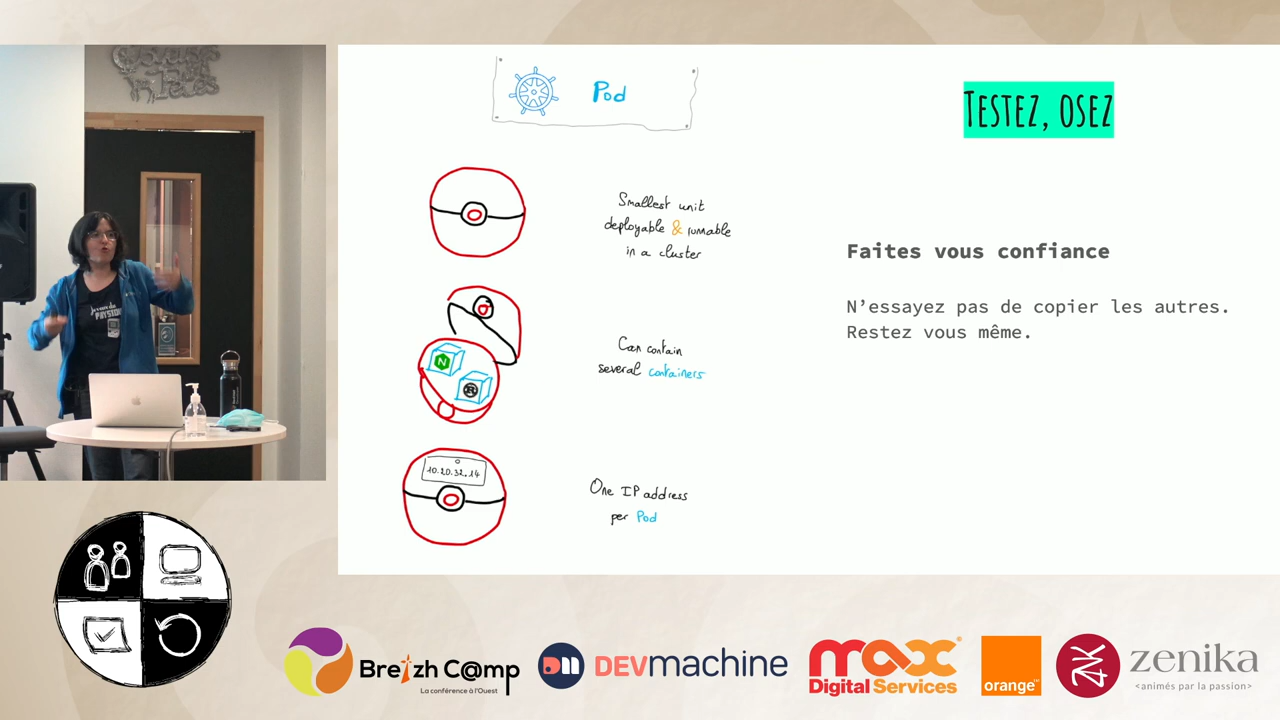 Pod
Smallest unit
deployable & runnable
in a cluster
Can contain
several containers
N
10.20.32.14
One IP address
per Pod
Testez, osez
Faites vous confiance
N’essayez pas de copier les autres.
Restez vous même.
PHYSIQUE
Breizh C@mp
La conférence à l'Ouest
DEVmachine
max
Digital Services
orange™
zenika
<animés par la passion>